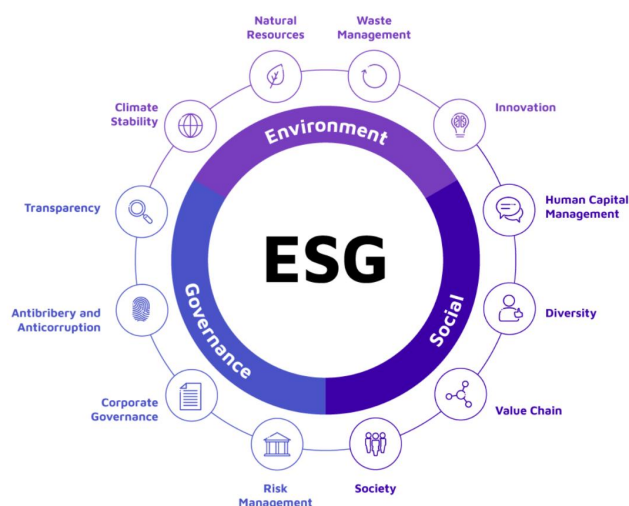 Natural
Resources
Waste
Management
Climate
Stability
Innovation
Environment
Transparency
Human Capital
Management
ESG
Antibribery and
Anticorruption
Governance
Social
Diversity
Corporate
Governance
Value Chain
Risk
Management
Society